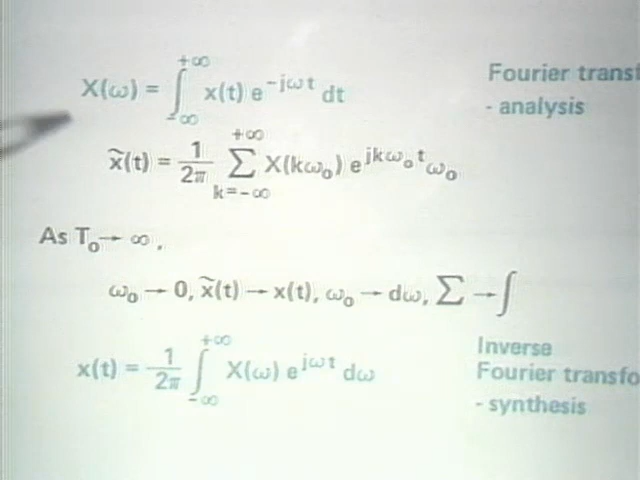 X(ω) = ∫_{-∞}^{+∞} x(t) e^{-jωt} dt
Fourier transf
- analysis
x̃(t) = 1/2π Σ_{k=-∞}^{+∞} X(kω₀) e^{jkω₀t} ω₀
As T₀→ ∞,
ω₀ → 0, x̃(t) → x(t), ω₀ → dω, Σ → ∫
x(t) = 1/2π ∫_{-∞}^{+∞} X(ω) e^{jωt} dω
Inverse
Fourier transfo
- synthesis